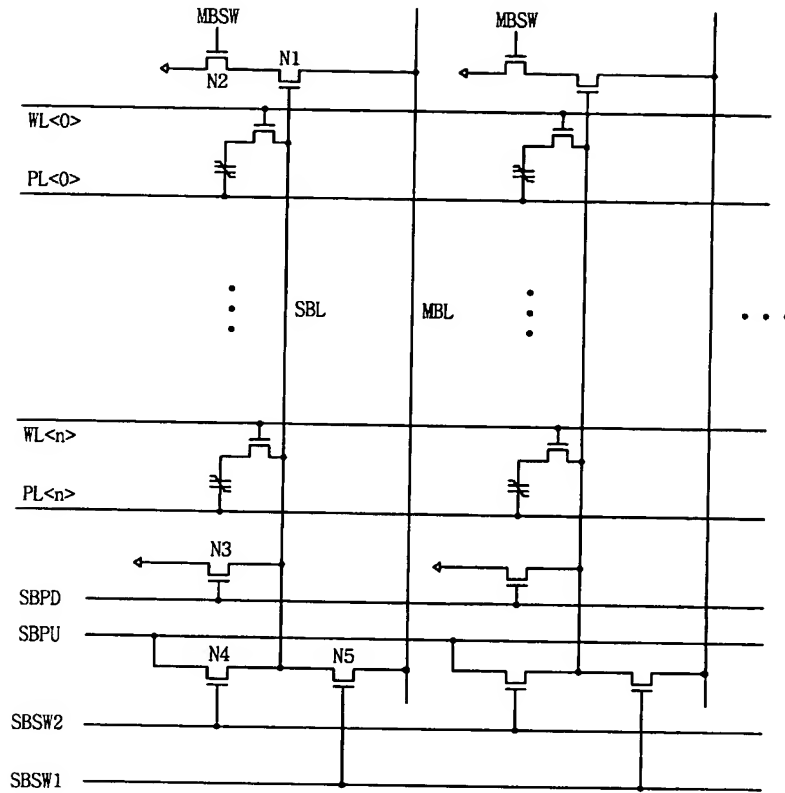 MBSW MBSW
N1
N2
WL<0>
PL<0>
SBL MBL
WL<n>
PL<n>
N3
SBPD
SBPU
N4 N5
SBSW2
SBSW1